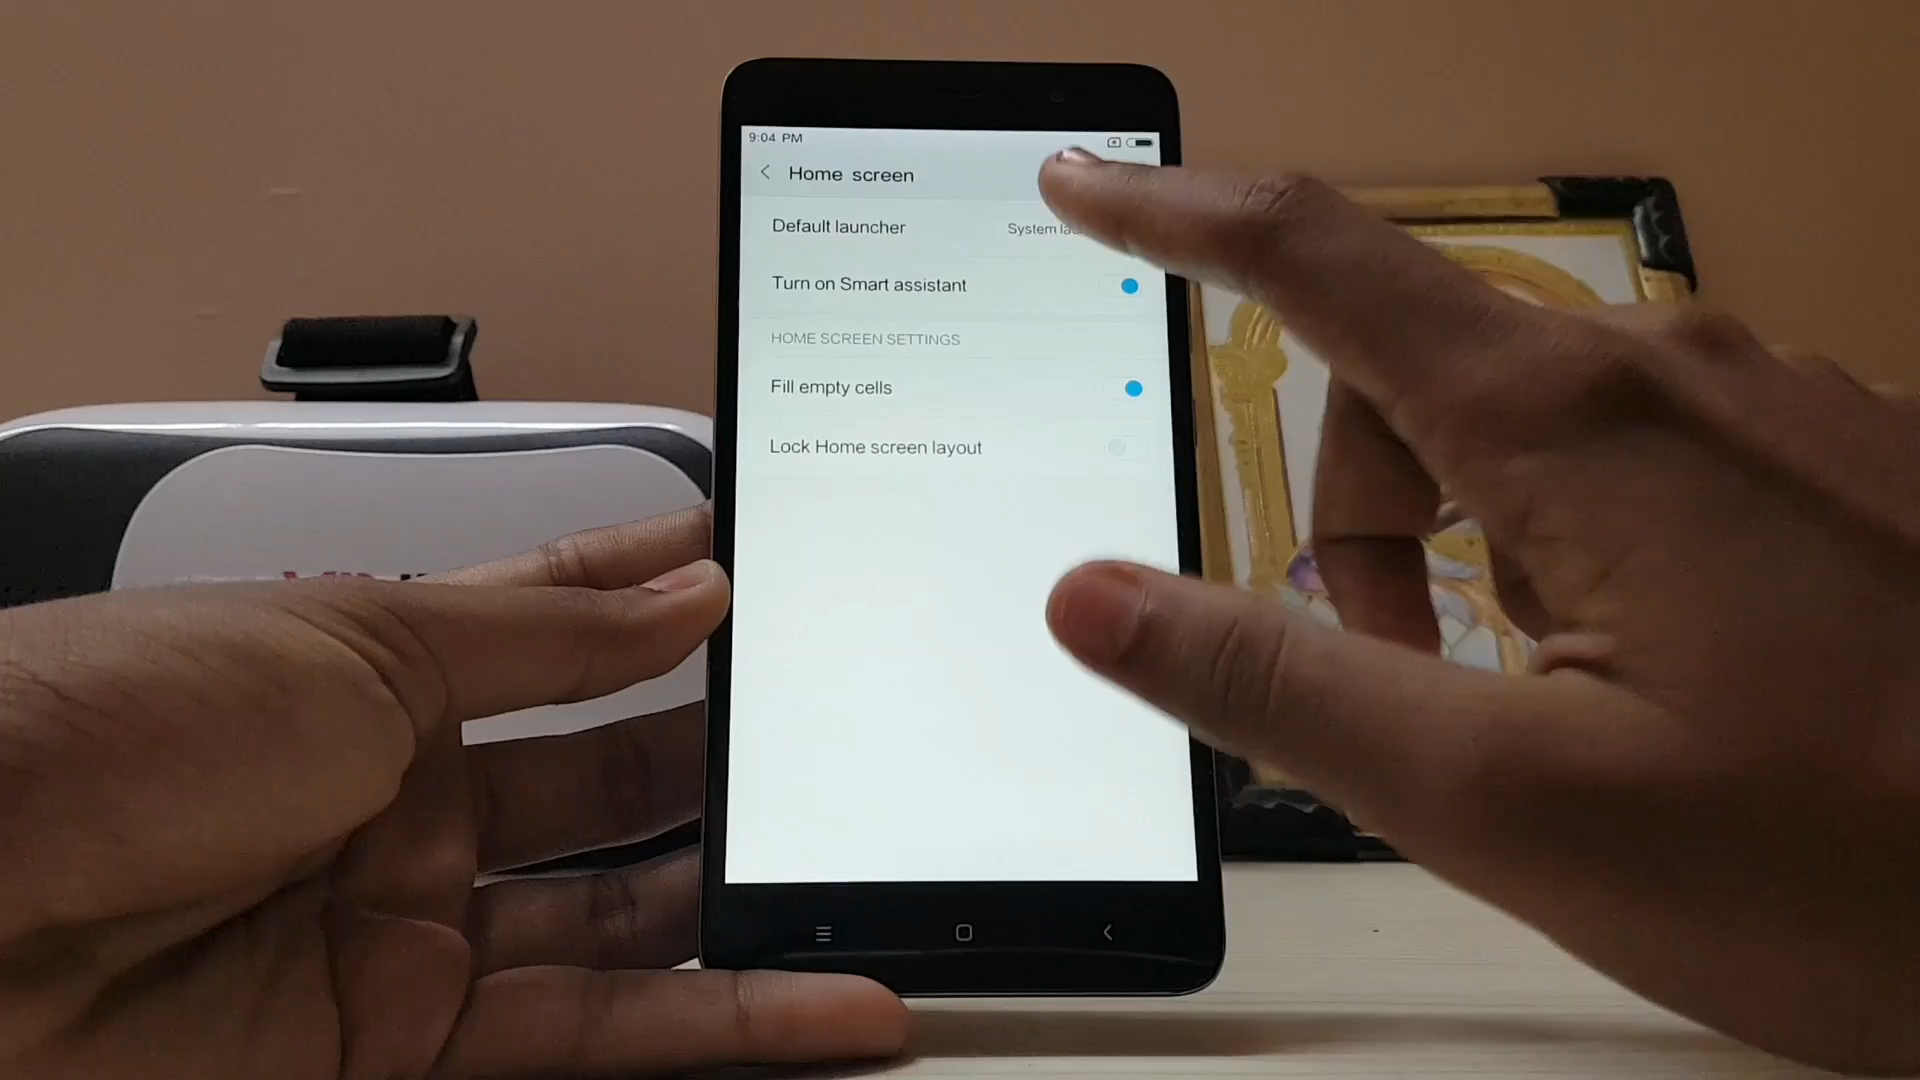 9:04 PM
Home screen
Default launcher
System
Turn on Smart assistant
HOME SCREEN SETTINGS
Fill empty cells
Lock Home screen layout